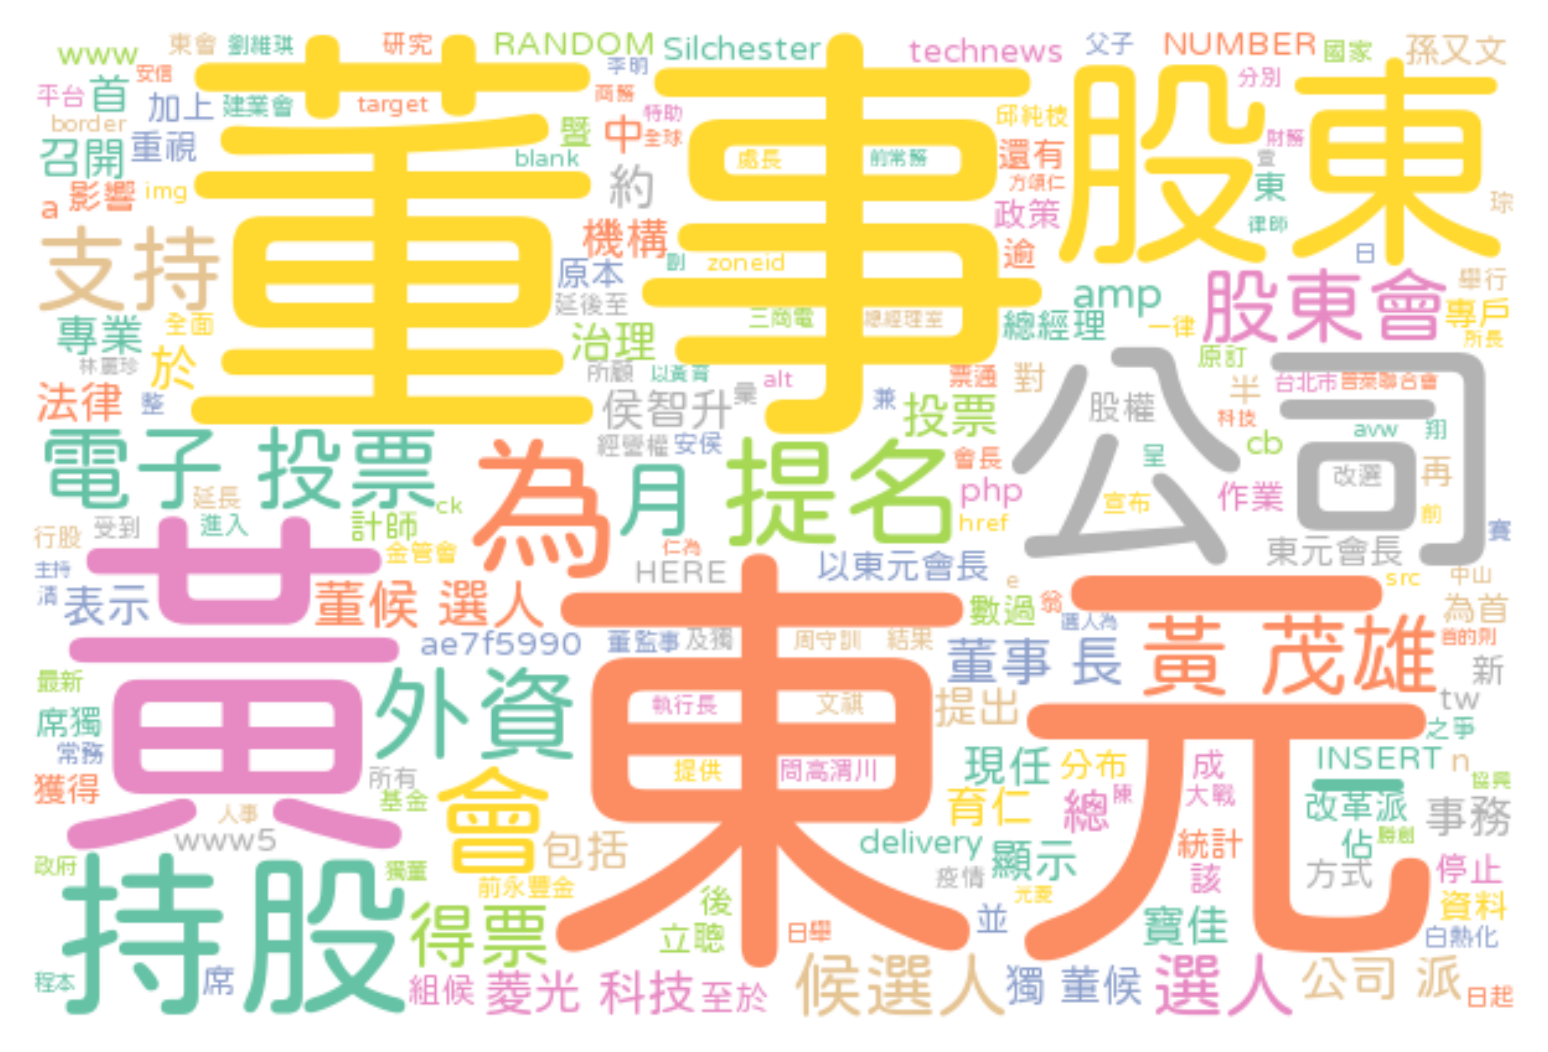 www
東會
劉維琪
研究
RANDOM
Silchester
technews
父子
NUMBER
國家
孫又文
平台
安信
首
加上
建業會
target
李明
商務
特助
分別
border
召開
重視
董事
股東
暨
中
全球
blank
處長
前常務
邱純枝
還有
財務
壹
東
a
影響
img
約
方頌仁
政策
律師
琮
支持
機構
逾
日
原本
劃
zoneid
amp
股東會
舉行
專戶
延後至
專業
全面
治理
三商電
總經理室
總經理
一律
所長
林蕙珍
於
所顧
以黃育
alt
票通
對
原訂
半
台北市
普萊聯合會
法律
整
侯智升
彙
兼
投票
股權
公司
科技
avw
翔
電子 投票
經營權
安侯
為
月
提名
會長
呈
cb
改選
再
延長
ck
php
宣布
作業
前
行股
受到
進入
計師
金管會
href
賽
仁為
HERE
以東元會長
東元會長
主持
黃
e
src
中山
清
表示
董候 選人
東元
數過
翁
為首
選人為
ae7f5990
董監事
及獨
周守訓
結果
董事 長
黃 茂雄
首的則
最新
外資
執行長
文祺
提出
新
tw
席獨
之爭
常務
提供
問高渭川
現任
分布
成
INSERT
n
獲得
所有
基金
會
育仁
總
陳
大戰
改革派
協興
人事
www5
包括
delivery
顯示
統計
佔
勝創
事務
政府
持股
獨董
前永豐金
疫情
元菱
該
方式
停止
得票
後
立聰
日舉
並
寶佳
資料
白熱化
程本
席
組候
菱光 科技
至於
候選人
獨 董候
選人
公司 派
日起